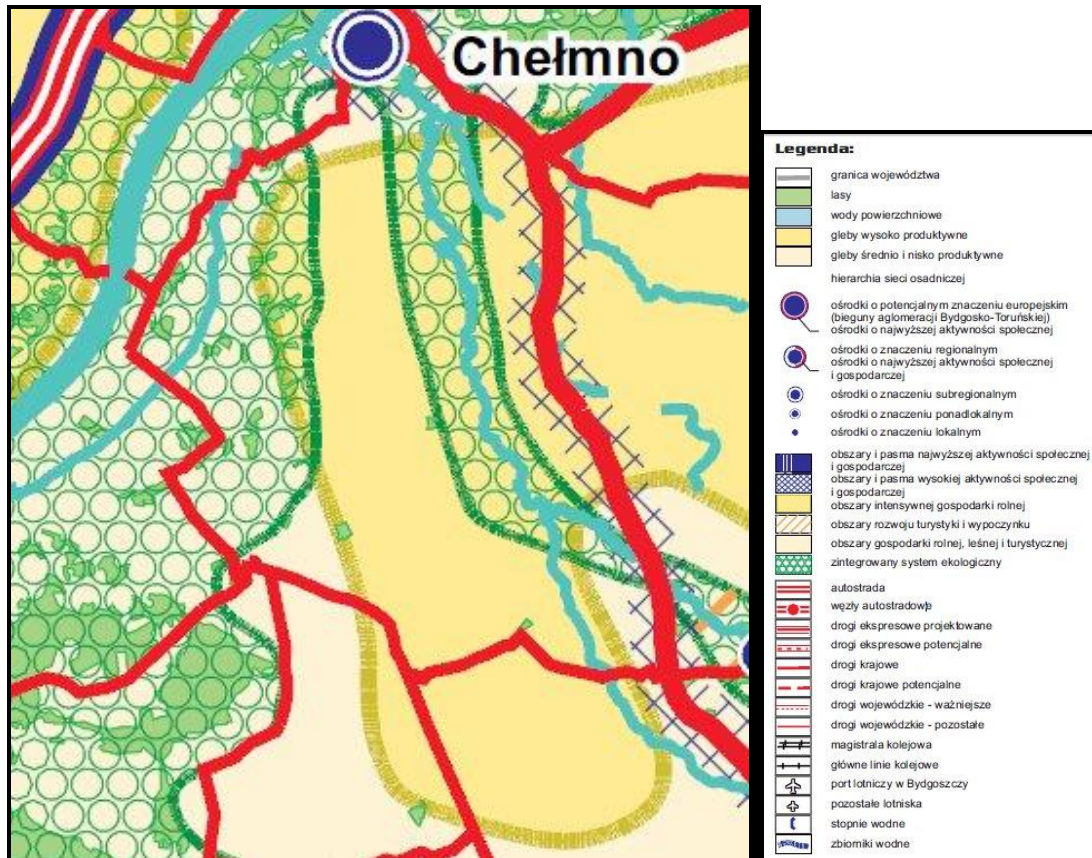 Chełmno
Legenda:
granica województwa
lasy
wody powierzchniowe
gleby wysoko produktywne
gleby średnio i nisko produktywne
hierarchia sieci osadniczej
ośrodki o potencjalnym znaczeniu europejskim
(bieguny aglomeracji Bydgosko-Toruńskiej)
ośrodki o najwyższej aktywności społecznej
ośrodki o znaczeniu regionalnym
ośrodki o najwyższej aktywności społecznej
i gospodarczej
ośrodki o znaczeniu subregionalnym
ośrodki o znaczeniu ponadlokalnym
ośrodki o znaczeniu lokalnym
obszary i pasma najwyższej aktywności społecznej
i gospodarczej
obszary i pasma wysokiej aktywności społecznej
i gospodarczej
obszary intensywnej gospodarki rolnej
obszary rozwoju turystyki i wypoczynku
obszary gospodarki rolnej, leśnej i turystycznej
zintegrowany system ekologiczny
autostrada
węzły autostradowe
drogi ekspresowe projektowane
drogi ekspresowe potencjalne
drogi krajowe
drogi krajowe potencjalne
drogi wojewódzkie - ważniejsze
drogi wojewódzkie - pozostałe
magistrala kolejowa
główne linie kolejowe
port lotniczy w Bydgoszczy
pozostałe lotniska
stopnie wodne
zbiorniki wodne